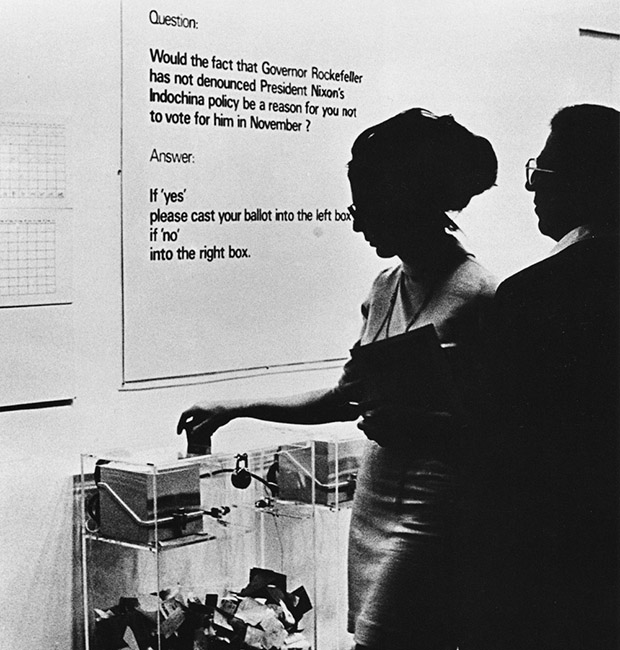 Question:
Would the fact that Governor Rockefeller
has not denounced President Nixon's
Indochina policy be a reason for you not
to vote for him in November ?
Answer:
If 'yes'
please cast your ballot into the left box
if 'no'
into the right box.